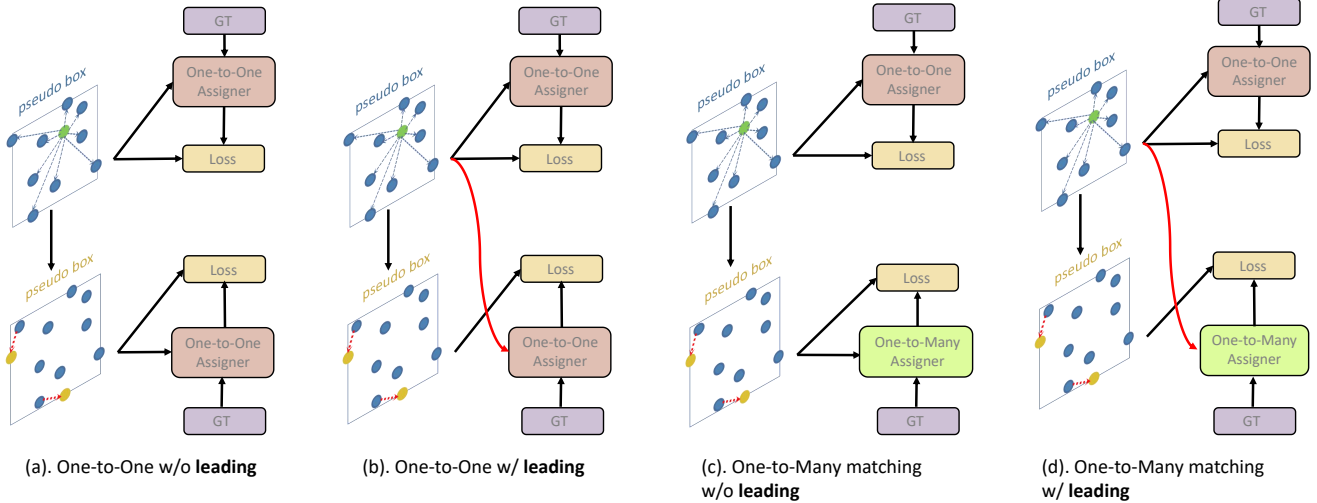 GT
pseudo box
One-to-One
Assigner
Loss
pseudo box
Loss
One-to-One
Assigner
GT
(a). One-to-One w/o leading
GT
pseudo box
One-to-One
Assigner
Loss
pseudo box
Loss
One-to-One
Assigner
GT
(b). One-to-One w/ leading
GT
pseudo box
One-to-One
Assigner
Loss
pseudo box
Loss
One-to-Many
Assigner
GT
(c). One-to-Many matching
w/o leading
GT
pseudo box
One-to-One
Assigner
Loss
pseudo box
Loss
One-to-Many
Assigner
GT
(d). One-to-Many matching
w/ leading